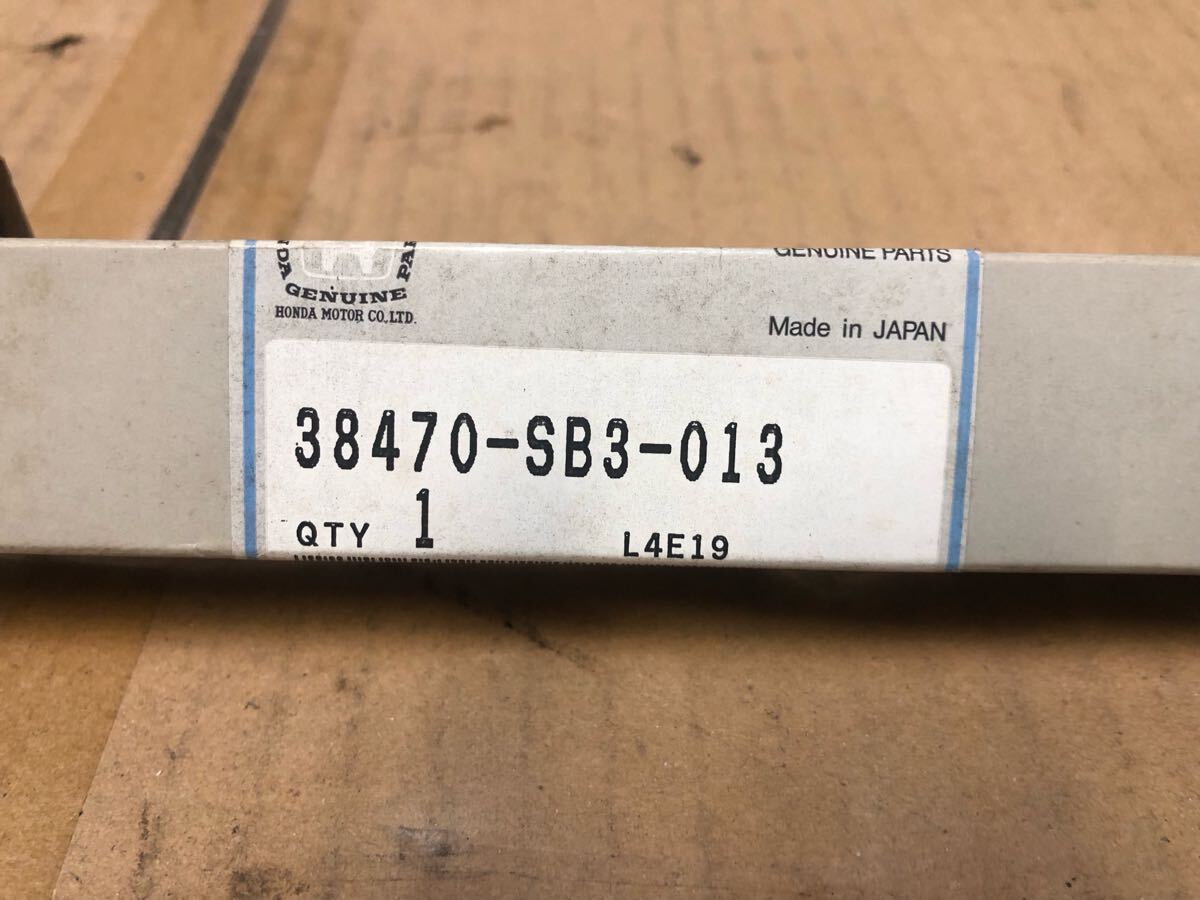 GENUINE
HONDA MOTOR CO., LTD.
GENUINE PARTS
Made in JAPAN
38470-SB3-013
QTY 1
L4E19